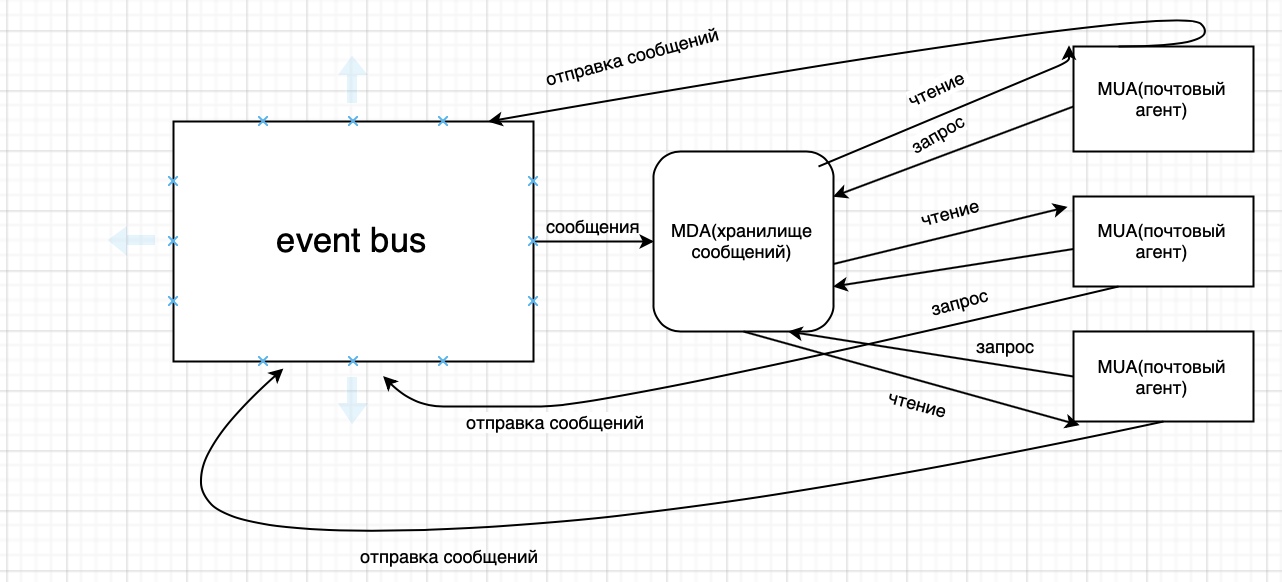 отправка сообщений
чтение
MUA(почтовый
агент)
запрос
event bus
сообщения
MDA(хранилище
сообщений)
чтение
MUA(почтовый
агент)
запрос
запрос
MUA(почтовый
агент)
чтение
отправка сообщений
отправка сообщений